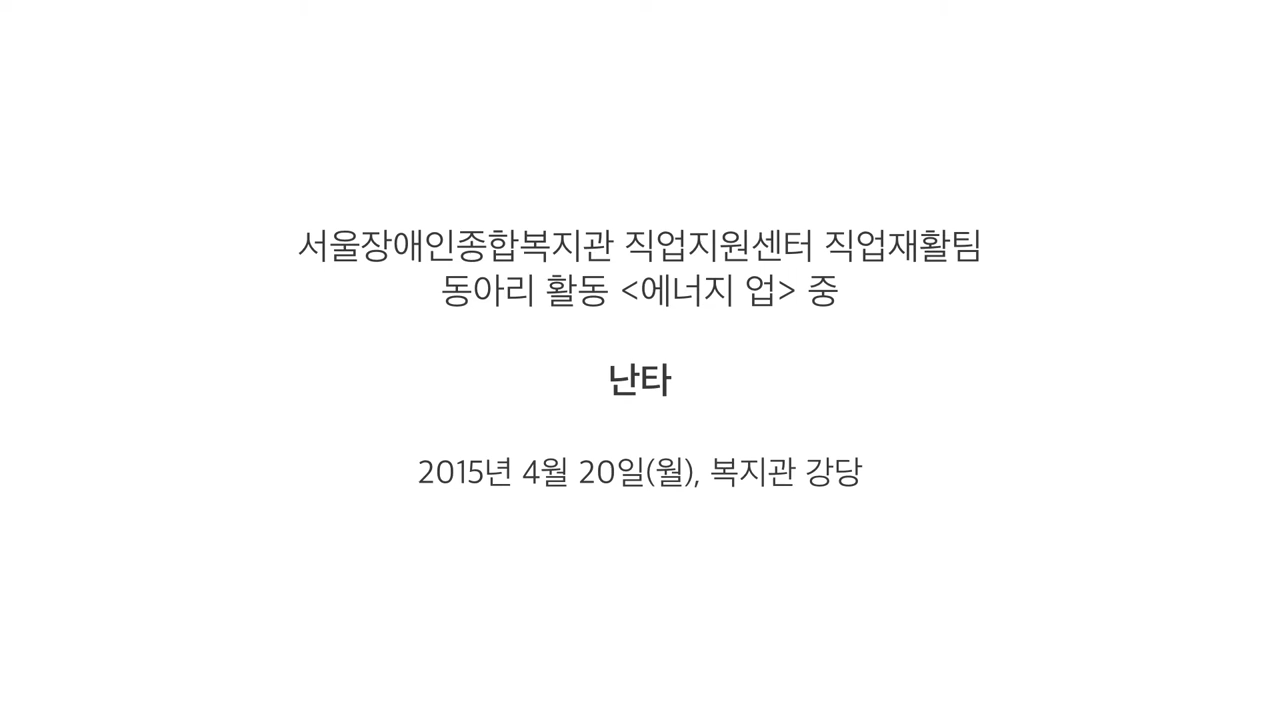 서울장애인종합복지관 직업지원센터 직업재활팀
동아리 활동 <에너지 업> 중
난타
2015년 4월 20일(월), 복지관 강당